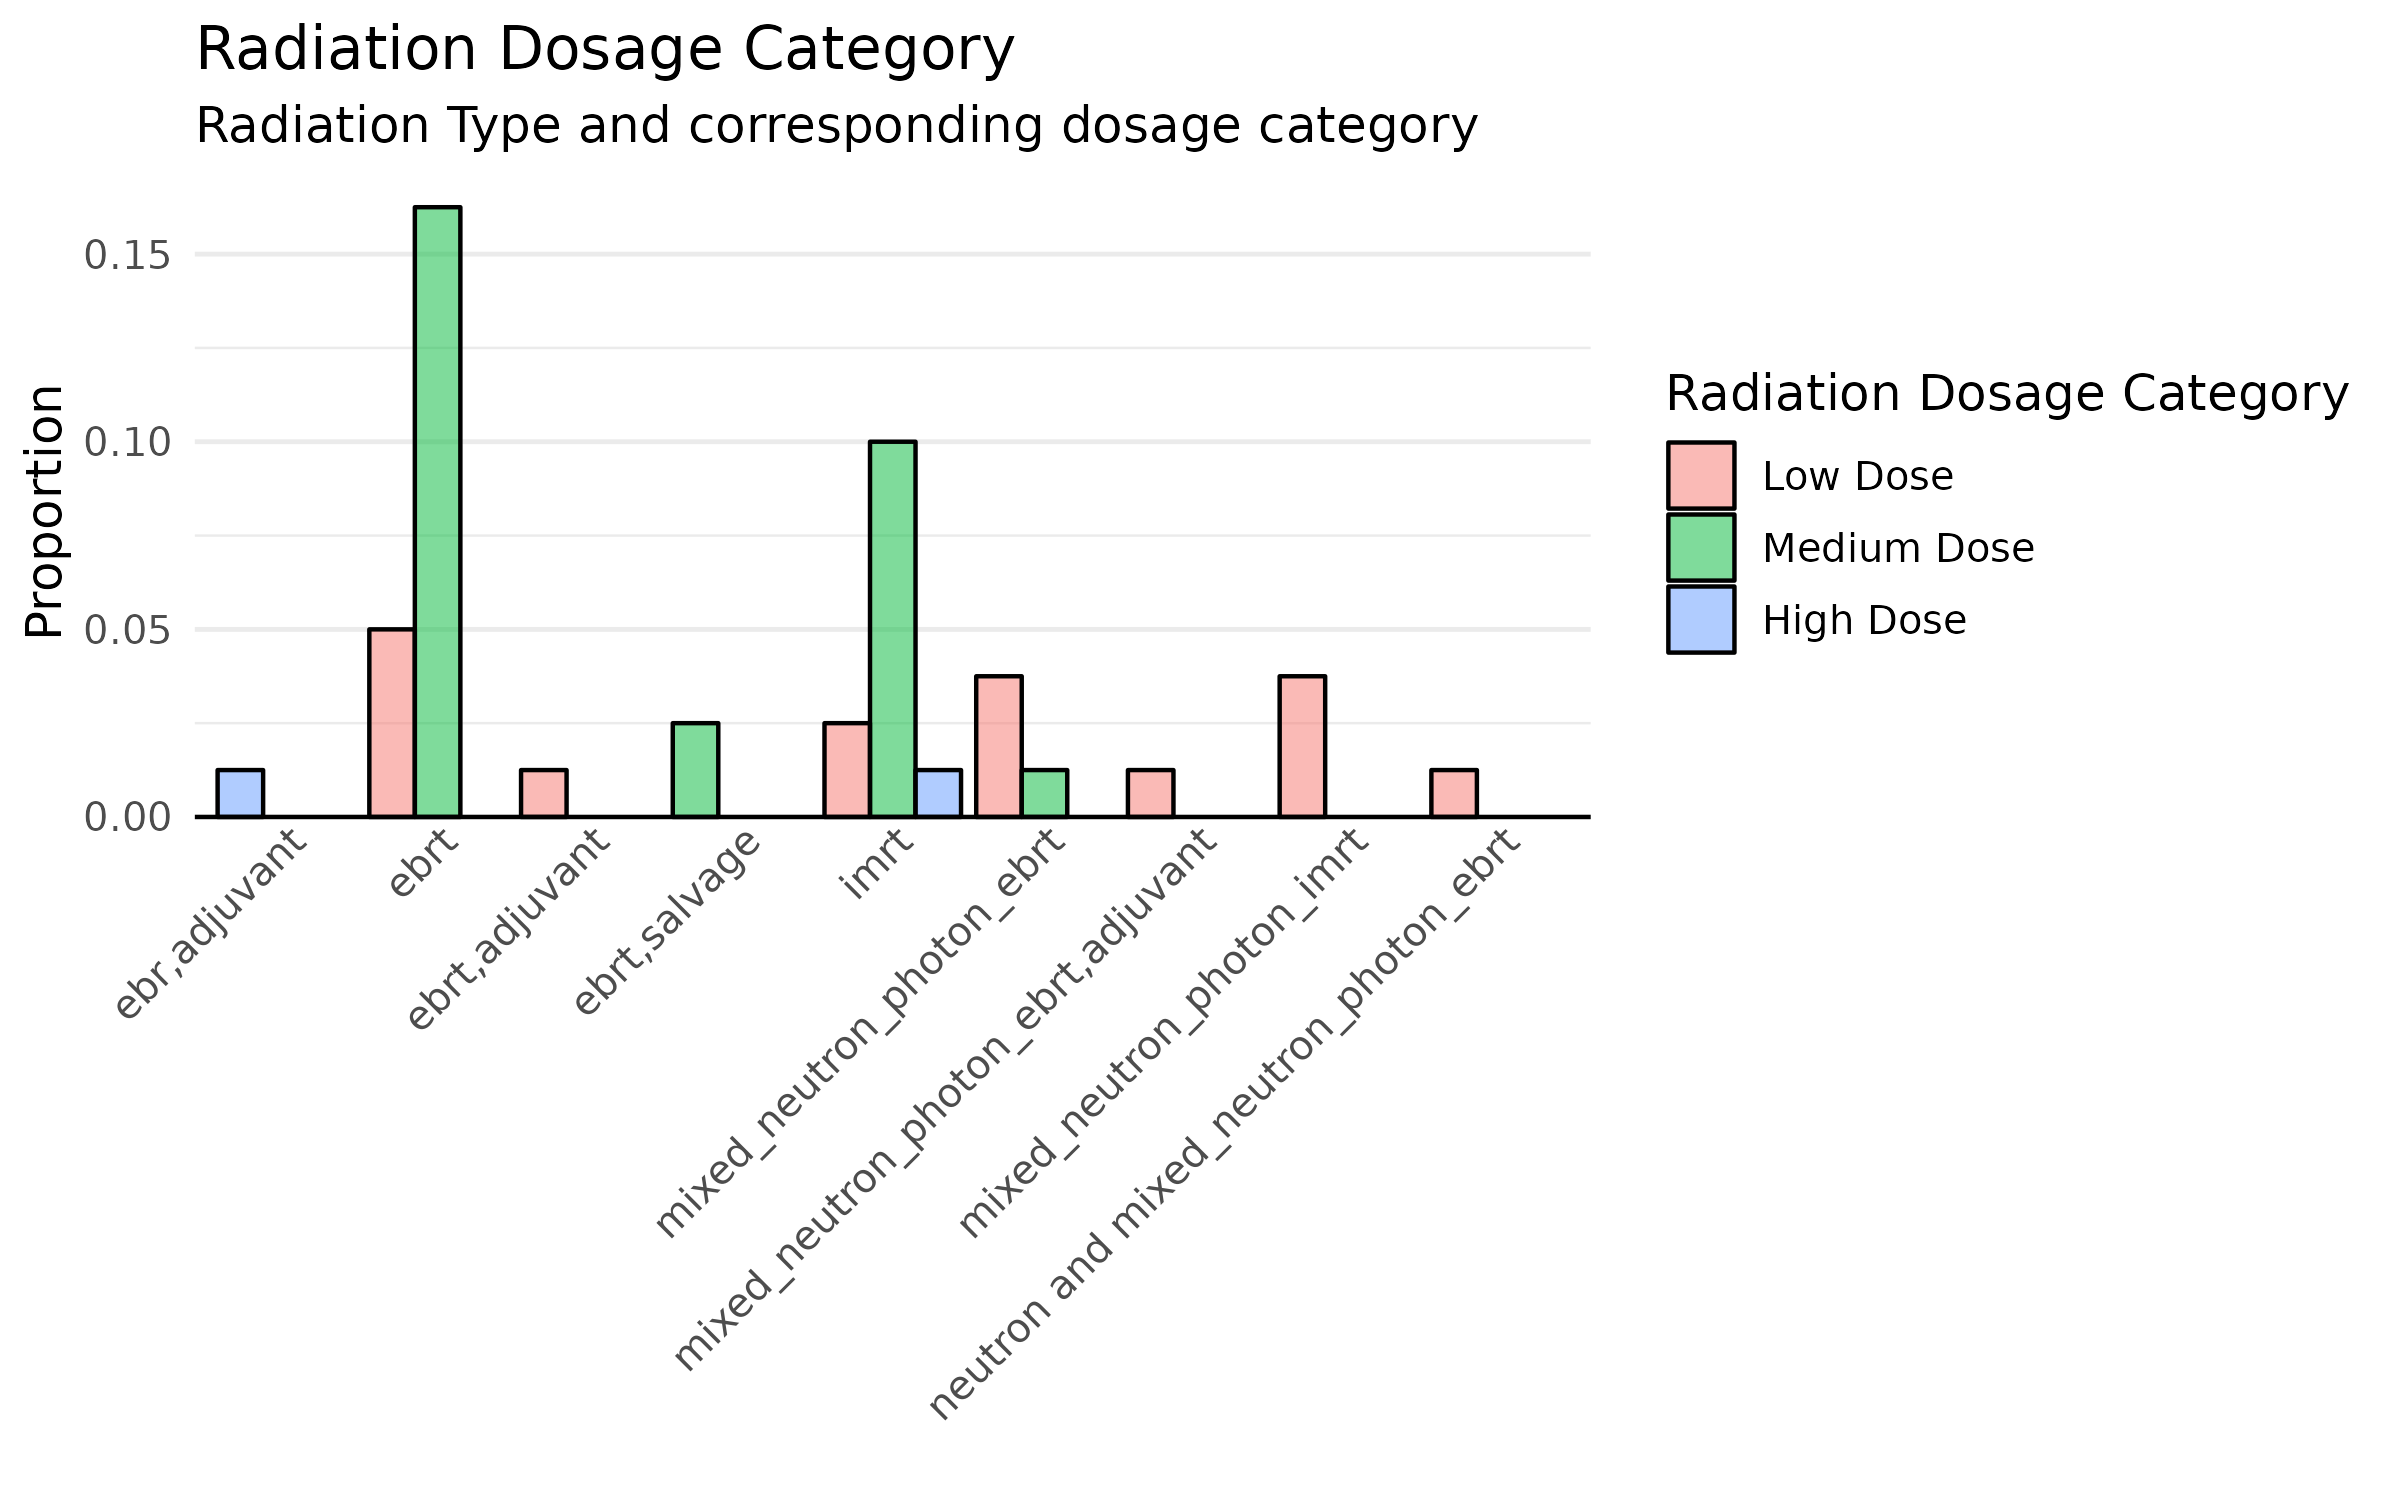 Radiation Dosage Category
Radiation Type and corresponding dosage category
Proportion
0.15
0.10
0.05
0.00
ebr,adjuvant
ebrt
ebrt,adjuvant
ebrt,salvage
imrt
mixed_neutron_photon_ebrt
mixed_neutron_photon_ebrt,adjuvant
mixed_neutron_photon_imrt
neutron and mixed_neutron_photon_ebrt
Radiation Dosage Category
Low Dose
Medium Dose
High Dose